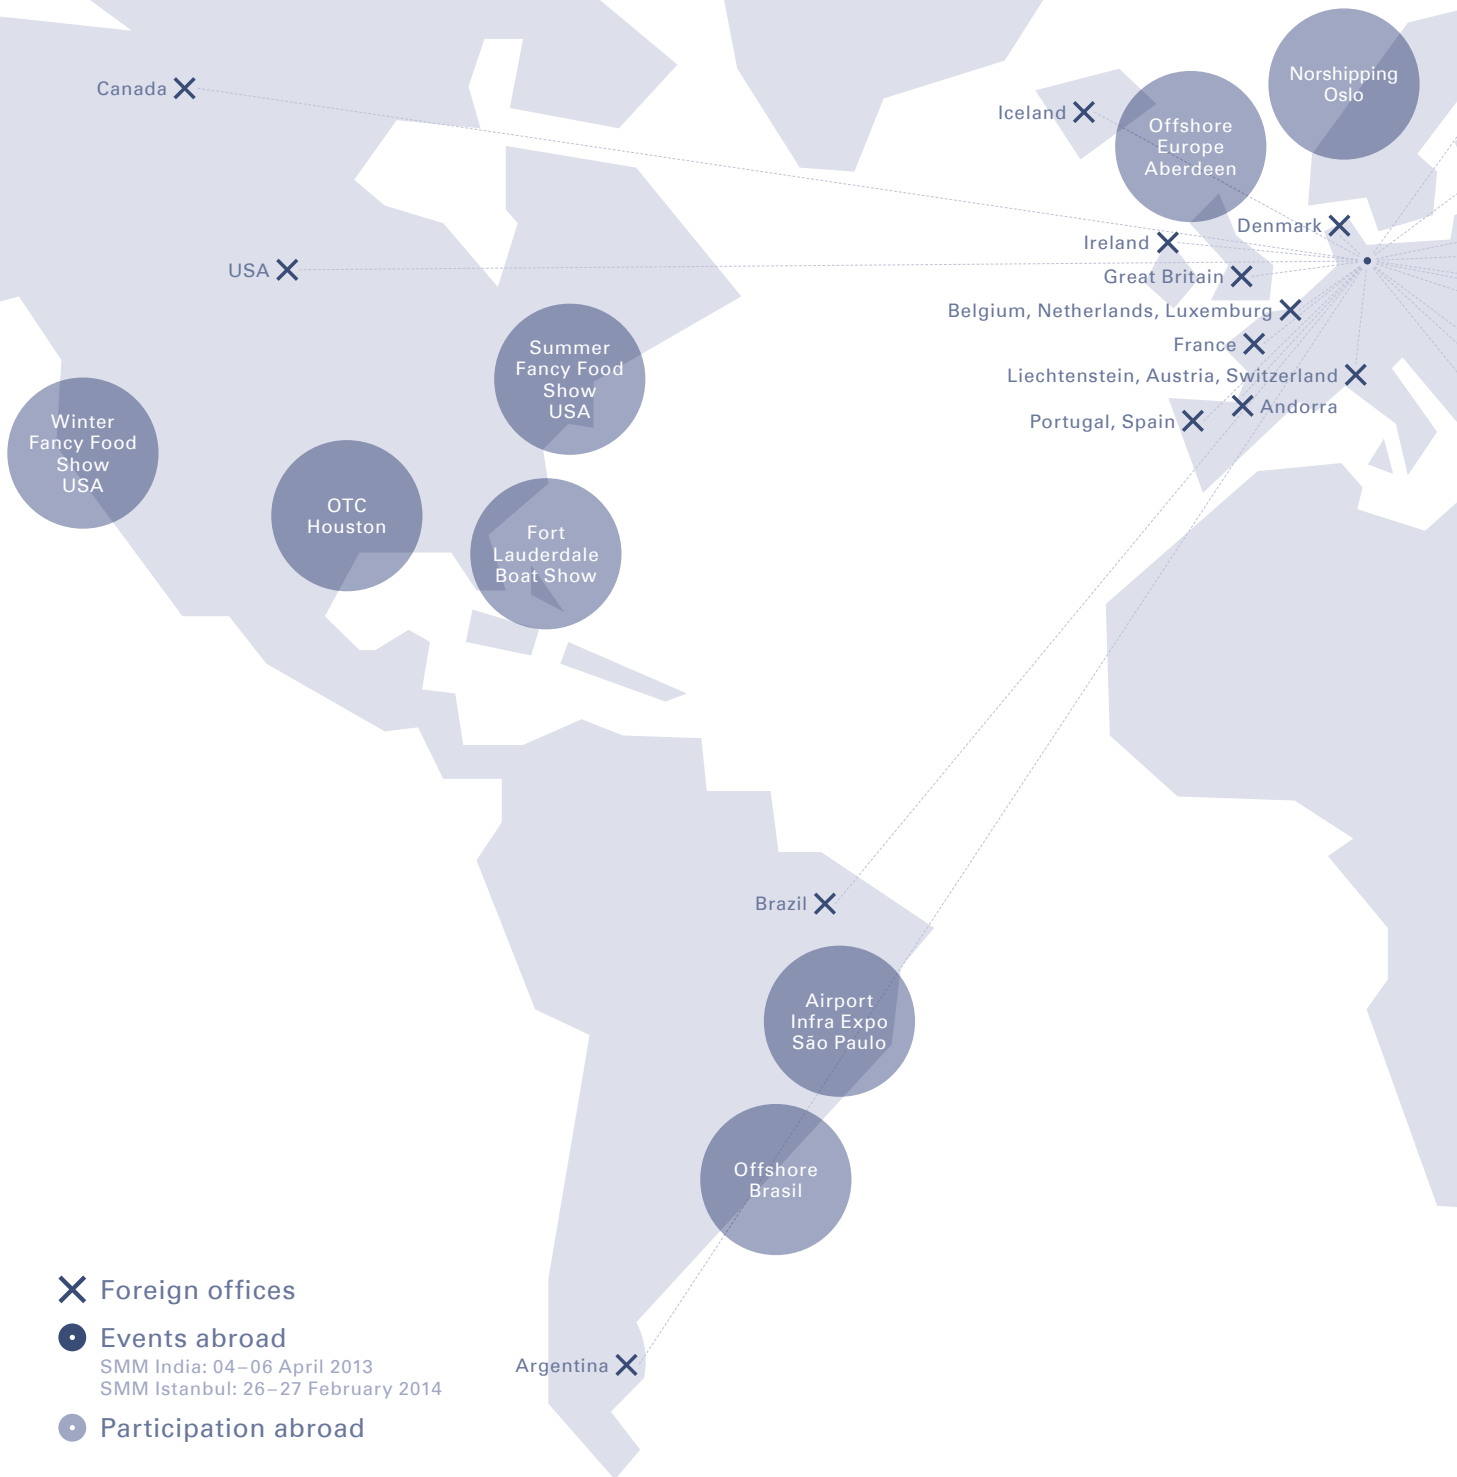 Norshipping
Oslo
Canada
Iceland
Offshore
Europe
Aberdeen
Denmark
Ireland
USA
Great Britain
Belgium, Netherlands, Luxemburg
France
Liechtenstein, Austria, Switzerland
Andorra
Portugal, Spain
Summer
Fancy Food
Show
USA
Winter
Fancy Food
Show
USA
OTC
Houston
Fort
Lauderdale
Boat Show
Brazil
Airport
Infra Expo
São Paulo
Offshore
Brasil
Argentina
Foreign offices
Events abroad
SMM India: 04–06 April 2013
SMM Istanbul: 26–27 February 2014
Participation abroad